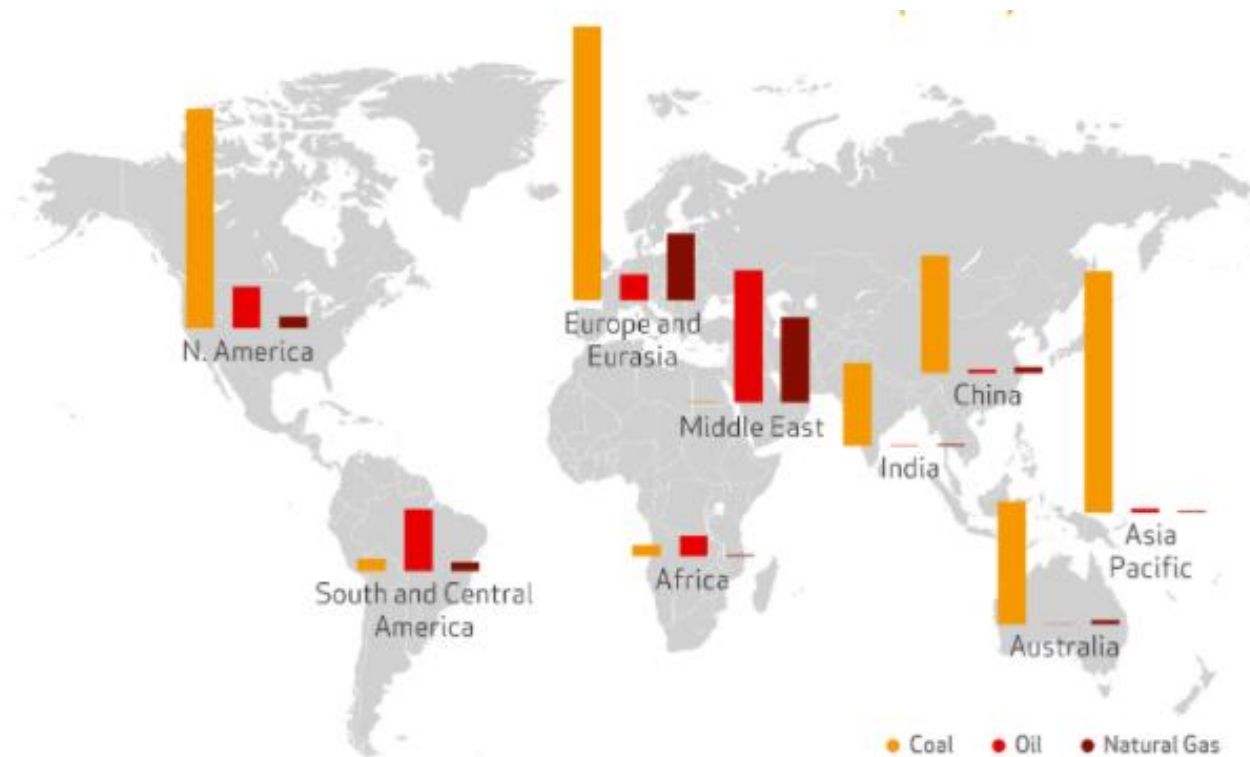 N. America
Europe and
Eurasia
Middle East
China
India
Asia
Pacific
Africa
South and Central
America
Australia
Coal
Oil
Natural Gas